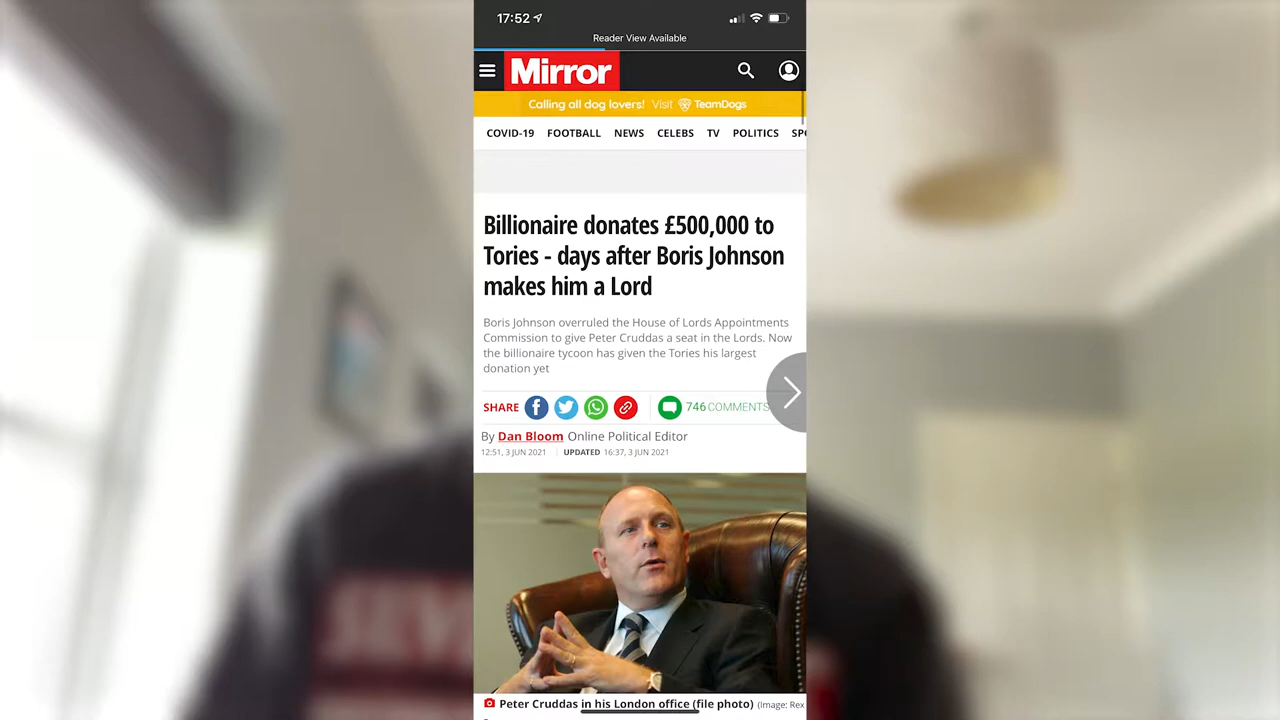 17:52
Reader View Available
Mirror
Calling all dog lovers! Visit TeamDogs
COVID-19 FOOTBALL NEWS CELEBS TV POLITICS SPO
Billionaire donates £500,000 to
Tories - days after Boris Johnson
makes him a Lord
Boris Johnson overruled the House of Lords Appointments
Commission to give Peter Cruddas a seat in the Lords. Now
the billionaire tycoon has given the Tories his largest
donation yet
SHARE 746 COMMENTS
By Dan Bloom Online Political Editor
12:51, 3 JUN 2021 UPDATED 16:37, 3 JUN 2021
Peter Cruddas in his London office (file photo) (Image: Rex